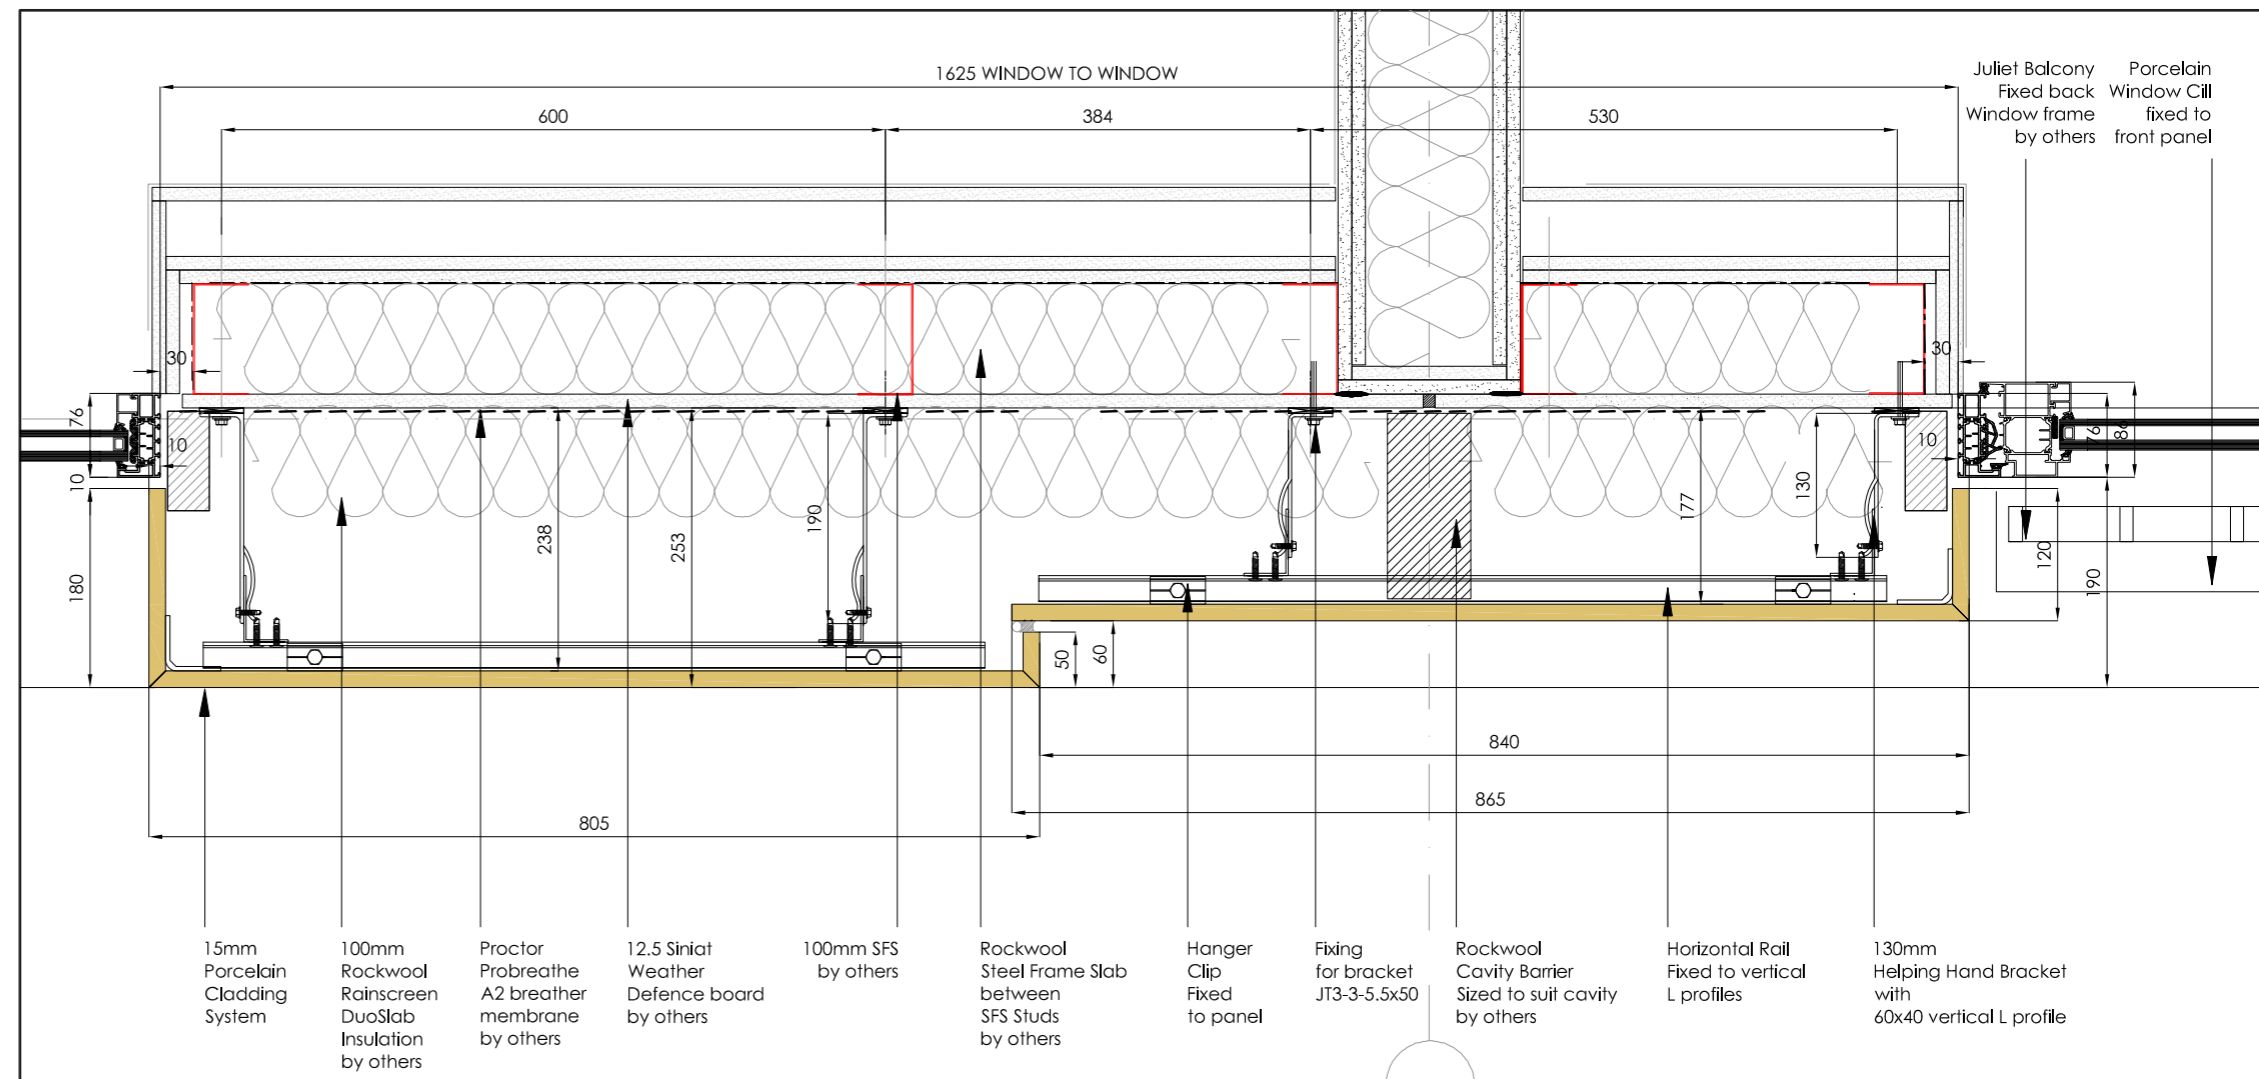 1625 WINDOW TO WINDOW
600
384
530
Juliet Balcony
Fixed back
Window frame
by others
Porcelain
Window Cill
fixed to
front panel
30
30
76
10
10
180
238
253
190
177
130
10
76
86
120
190
50
60
840
865
805
15mm
Porcelain
Cladding
System
100mm
Rockwool
Rainscreen
DuoSlab
Insulation
by others
Proctor
Probreathe
A2 breather
membrane
by others
12.5 Siniat
Weather
Defence board
by others
100mm SFS
by others
Rockwool
Steel Frame Slab
between
SFS Studs
by others
Hanger
Clip
Fixed
to panel
Fixing
for bracket
JT3-3-5.5x50
Rockwool
Cavity Barrier
Sized to suit cavity
by others
Horizontal Rail
Fixed to vertical
L profiles
130mm
Helping Hand Bracket
with
60x40 vertical L profile